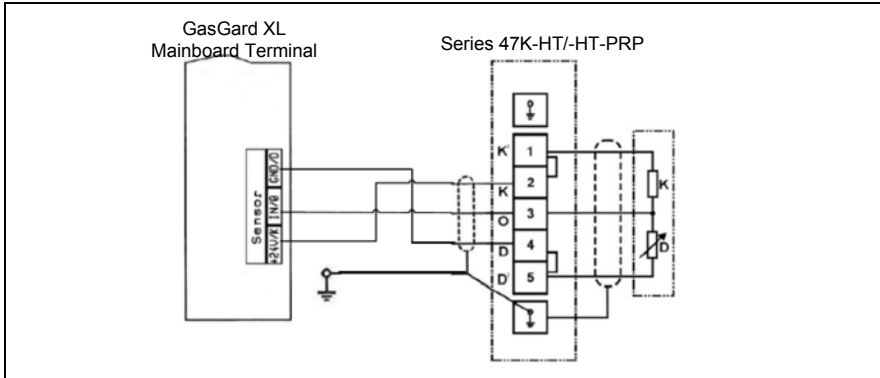 GasGard XL
Mainboard Terminal
Series 47K-HT/-HT-PRP
Sensor
+24V/K
IN/0
GND/D
K'
K
O
D
D'
1
2
3
4
5
K
D